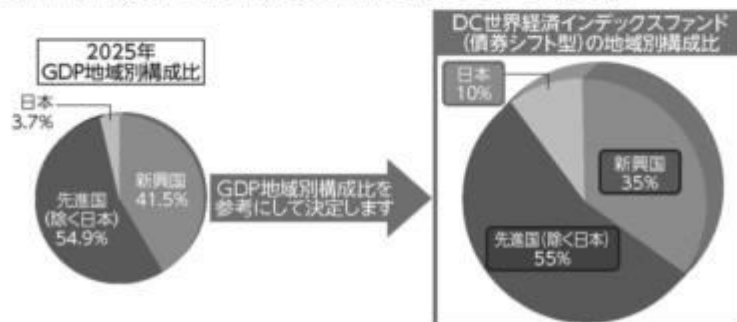 2025年
GDP地域別構成比
日本
3.7%
新興国
41.5%
先進国
(除く日本)
54.9%
GDP地域別構成比を
参考にして決定します
DC世界経済インデックスファンド
(債券シフト型)の地域別構成比
日本
10%
新興国
35%
先進国(除く日本)
55%